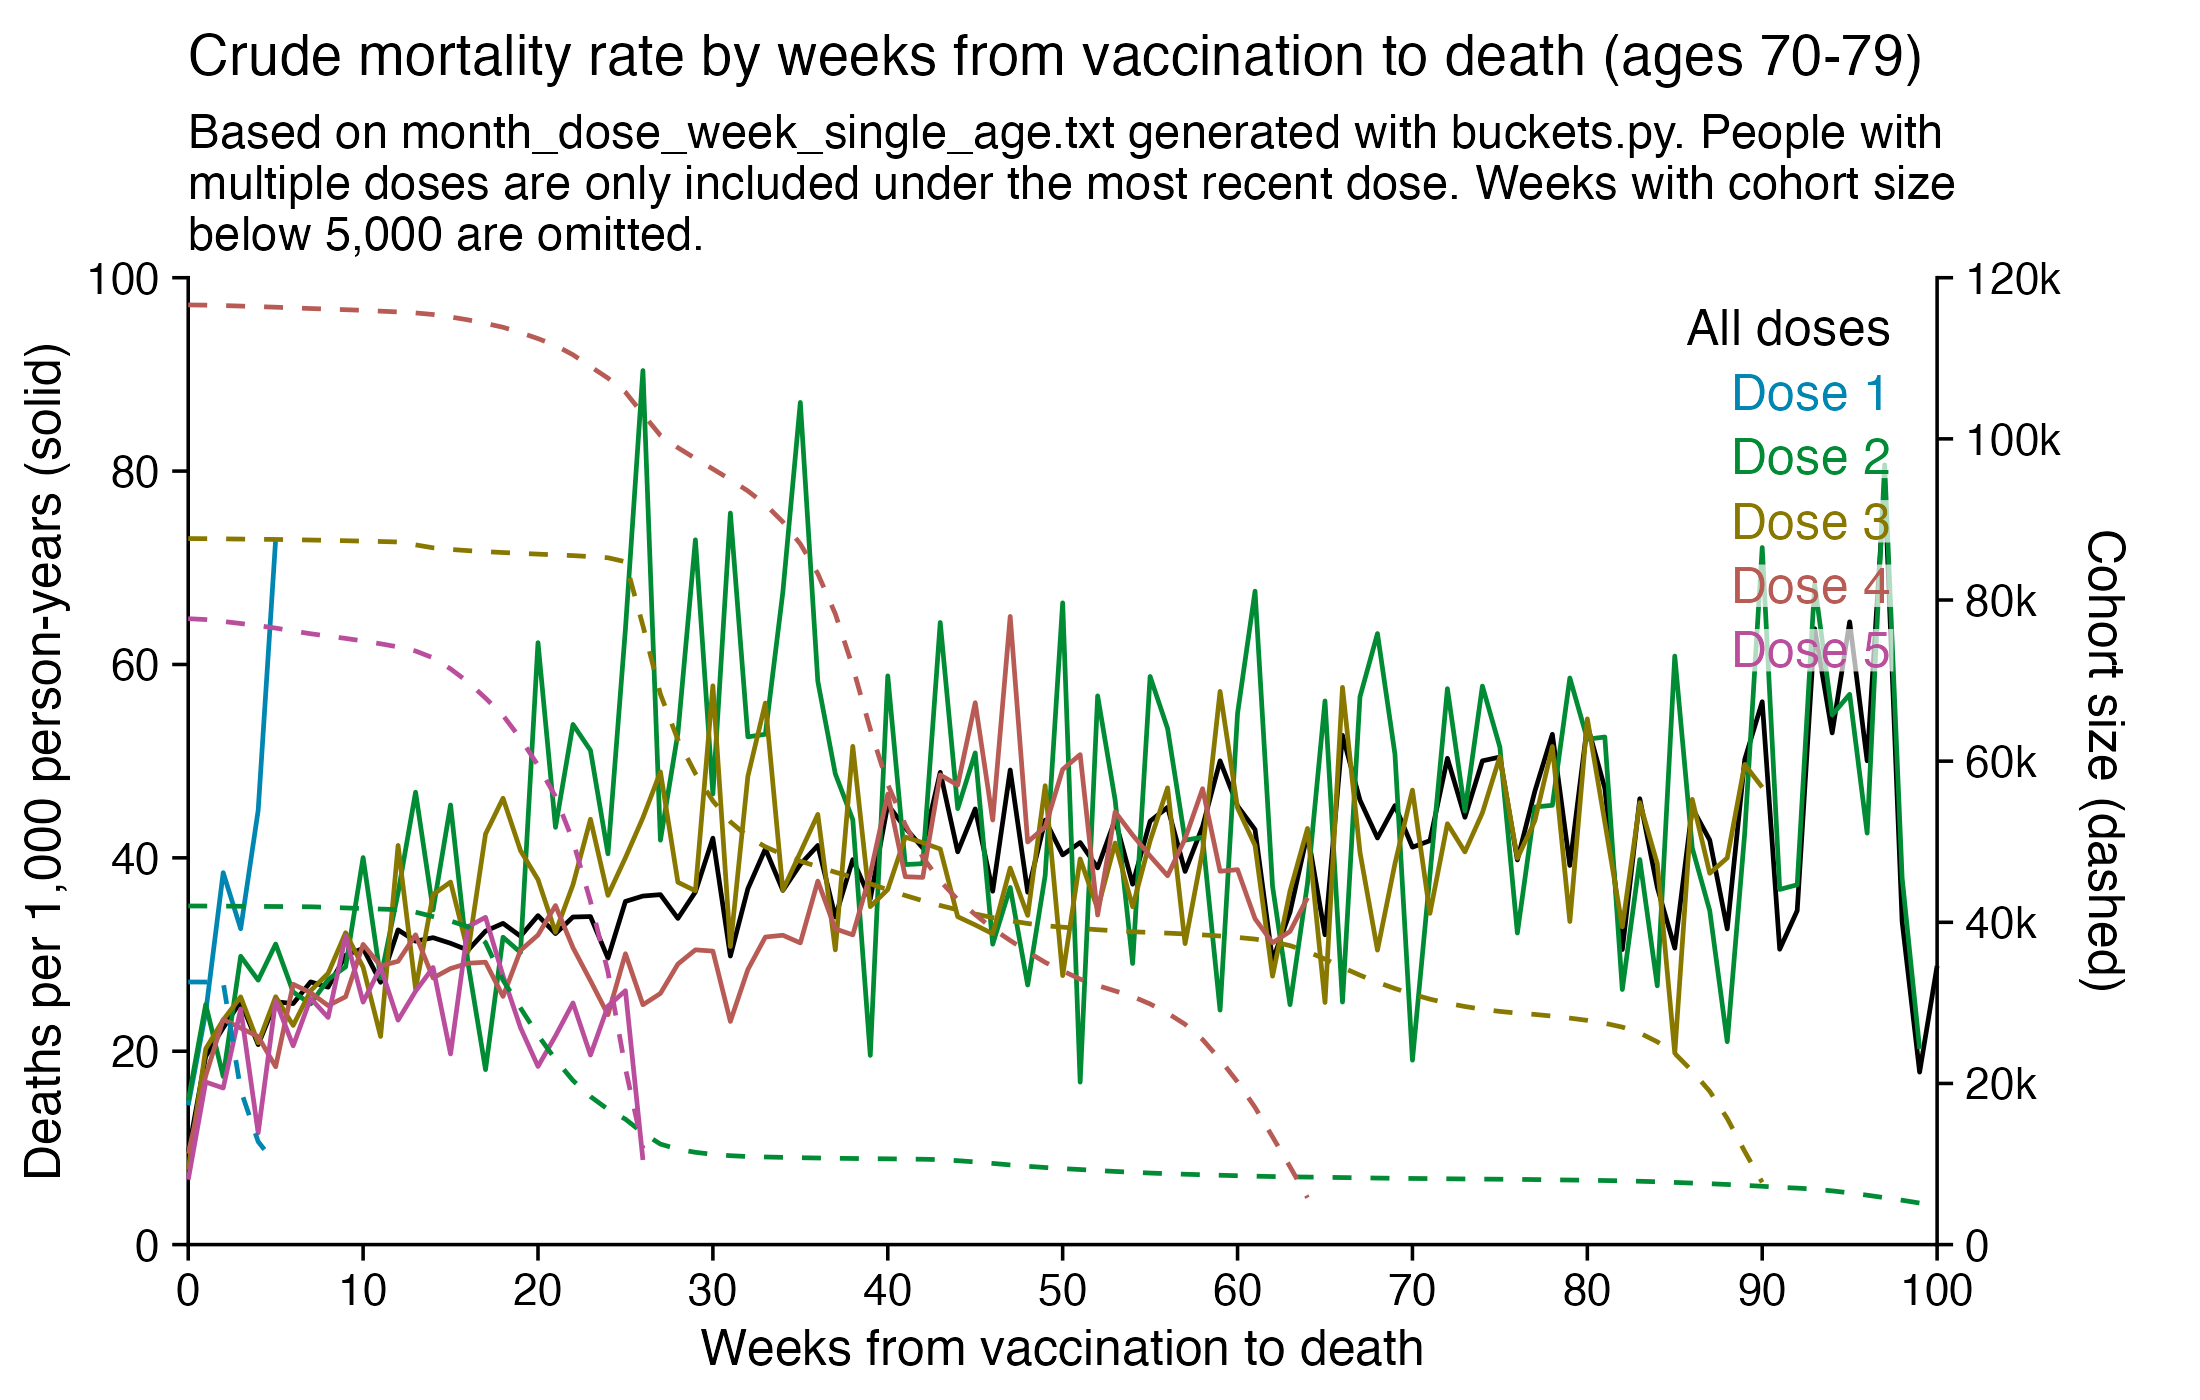 Crude mortality rate by weeks from vaccination to death (ages 70-79)
Based on month_dose_week_single_age.txt generated with buckets.py. People with
multiple doses are only included under the most recent dose. Weeks with cohort size
below 5,000 are omitted.
Deaths per 1,000 person-years (solid)
100
80
60
40
20
0
All doses
Dose 1
Dose 2
Dose 3
Dose 4
Dose 5
120k
100k
80k
60k
40k
20k
0
Cohort size (dashed)
0 10 20 30 40 50 60 70 80 90 100
Weeks from vaccination to death